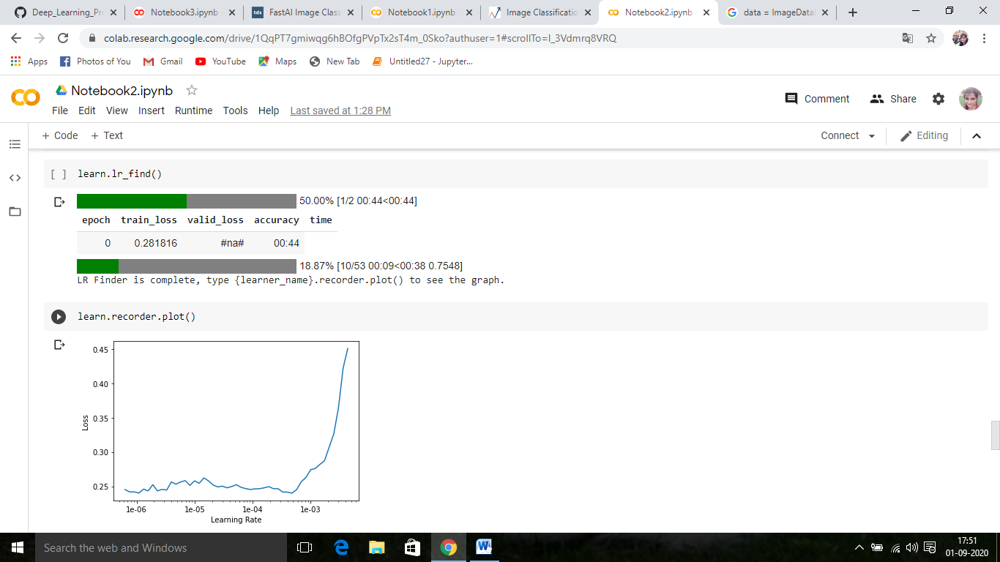 Deep_Learning_Pr
Notebook3.ipynb
tds
FastAI Image Class
Notebook1.ipynb
Image Classificatio
Notebook2.ipynb
data = ImageData
colab.research.google.com/drive/1QqPT7gmiwqg6hBOfgPVpTx2sT4m_0Sko?authuser=1#scrollTo=I_3Vdmrq8VRQ
Apps
Photos of You
Gmail
YouTube
Maps
New Tab
Untitled27 - Jupyter...
Notebook2.ipynb
Comment
Share
File Edit View Insert Runtime Tools Help Last saved at 1:28 PM
+ Code + Text
Connect
Editing
[ ] learn.lr_find()
50.00% [1/2 00:44<00:44]
epoch train_loss valid_loss accuracy time
0 0.281816 #na# 00:44
18.87% [10/53 00:09<00:38 0.7548]
LR Finder is complete, type {learner_name}.recorder.plot() to see the graph.
learn.recorder.plot()
0.45
0.40
0.35
0.30
0.25
Loss
1e-06 1e-05 1e-04 1e-03
Learning Rate
Search the web and Windows
17:51
01-09-2020